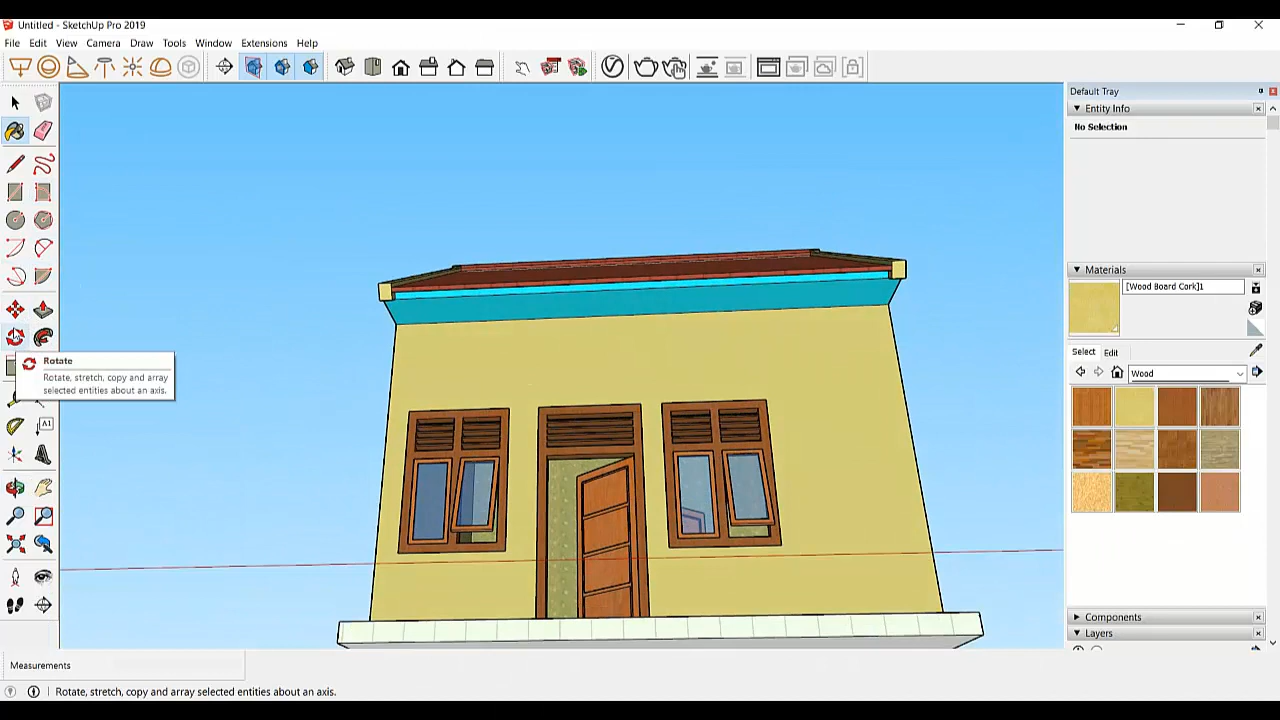 Untitled - SketchUp Pro 2019
File Edit View Camera Draw Tools Window Extensions Help
Default Tray
Entity Info
No Selection
Materials
[Wood Board Cork]1
Select Edit
Wood
Rotate
Rotate, stretch, copy and array
selected entities about an axis.
A1
Components
Layers
Measurements
Rotate, stretch, copy and array selected entities about an axis.